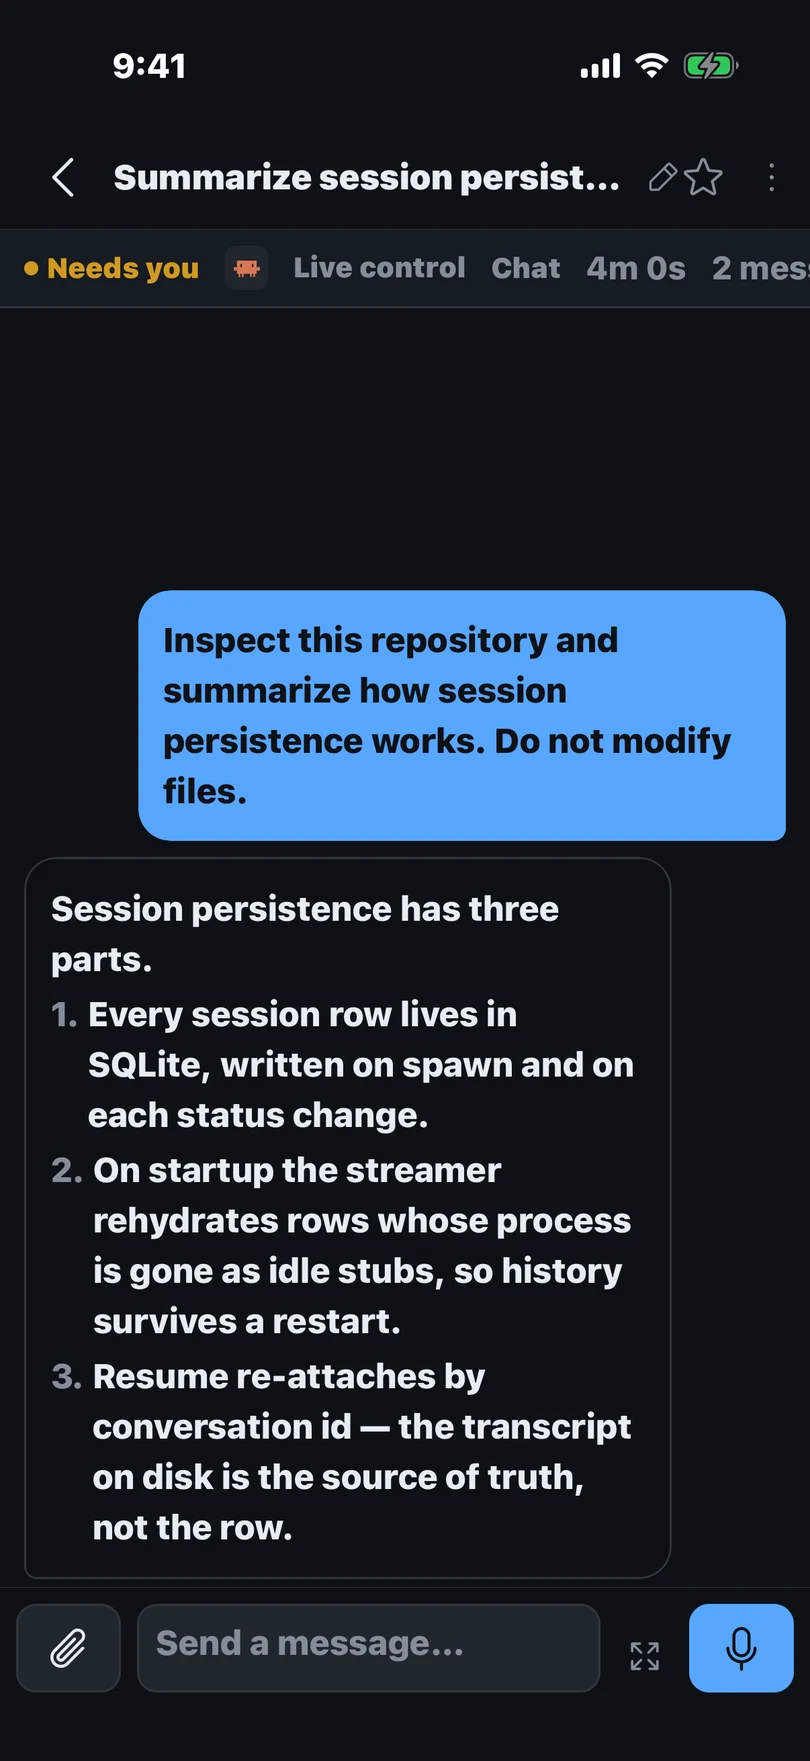 9:41
Summarize session persist...
Needs you
Live control
Chat
4m 0s
2 mess
Inspect this repository and
summarize how session
persistence works. Do not modify
files.
Session persistence has three
parts.
1. Every session row lives in
SQLite, written on spawn and on
each status change.
2. On startup the streamer
rehydrates rows whose process
is gone as idle stubs, so history
survives a restart.
3. Resume re-attaches by
conversation id — the transcript
on disk is the source of truth,
not the row.
Send a message...